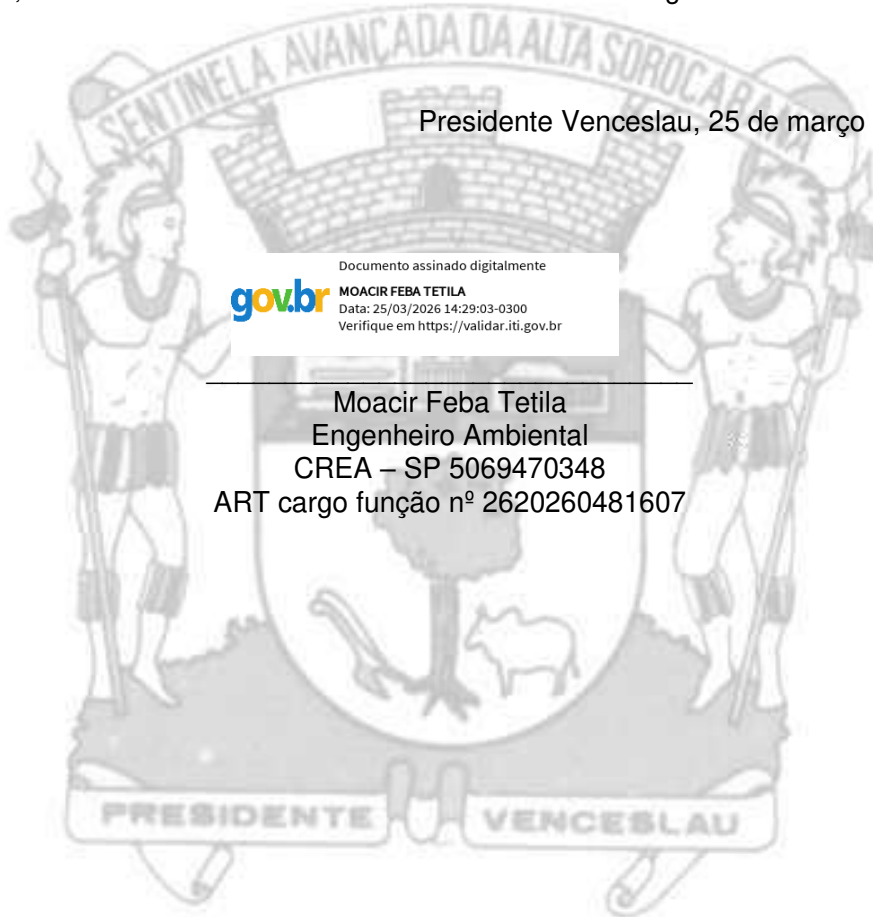 SENTINELA AVANÇADA DA ALTA SOROCABANA
Presidente Venceslau, 25 de março
Documento assinado digitalmente
gov.br
MOACIR FEBA TETILA
Data: 25/03/2026 14:29:03-0300
Verifique em https://validar.iti.gov.br
Moacir Feba Tetila
Engenheiro Ambiental
CREA – SP 5069470348
ART cargo função nº 2620260481607
PRESIDENTE VENCESLAU